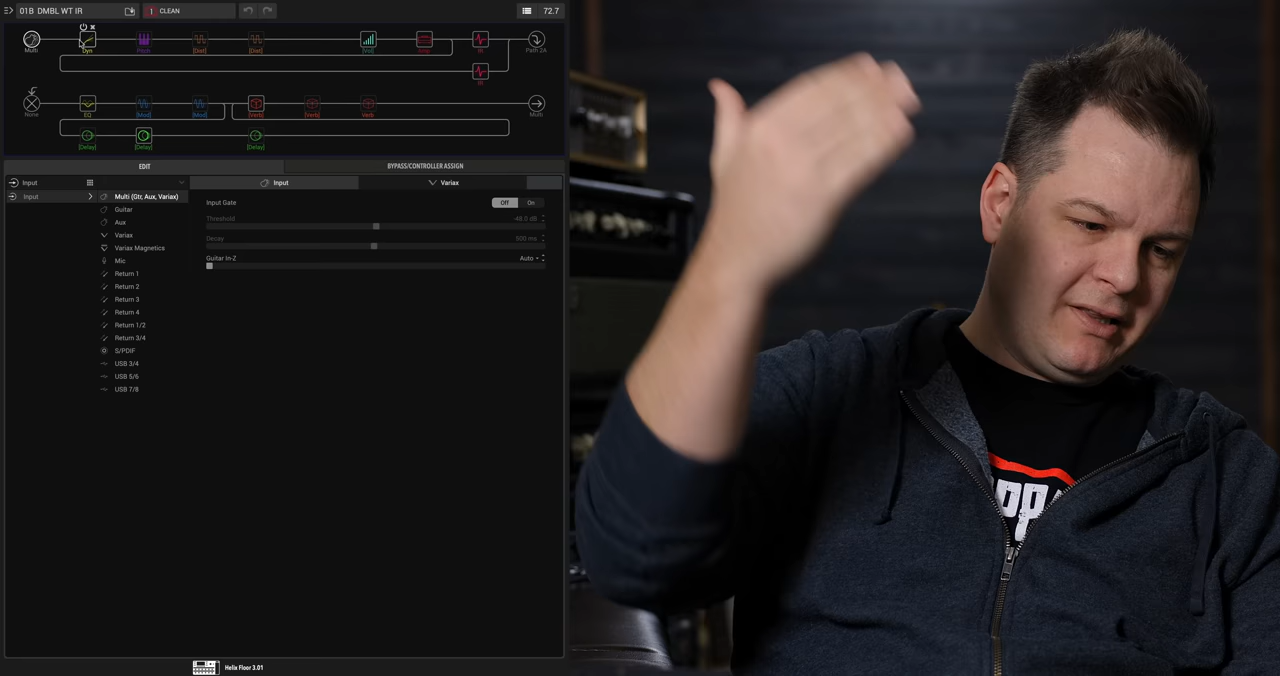 01B DMBL WT IR
1 CLEAN
72.7
Multi
Dyn
Pitch
[Dist]
[Dist]
[Vol]
IR
Path 2A
IR
None
EQ
[Mod]
[Mod]
[Verb]
[Verb]
Verb
Multi
[Delay]
[Delay]
[Delay]
EDIT
BYPASS/CONTROLLER ASSIGN
Input
Input
Variax
Input
Multi (Gtr, Aux, Variax)
Guitar
Aux
Variax
Variax Magnetics
Mic
Return 1
Return 2
Return 3
Return 4
Return 1/2
Return 3/4
S/PDIF
USB 3/4
USB 5/6
USB 7/8
Input Gate
Off
On
Threshold
-48.0 dB
Decay
500 ms
Guitar In-Z
Auto
Helix Floor 3.01